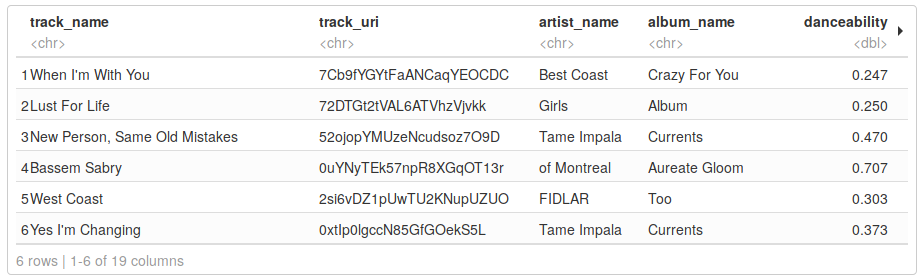 track_name track_uri artist_name album_name danceability
<chr> <chr> <chr> <chr> <dbl>
1 When I'm With You 7Cb9fYGYtFaANCaqYEOCDC Best Coast Crazy For You 0.247
2 Lust For Life 72DTGt2tVAL6ATVhzVjvkk Girls Album 0.250
3 New Person, Same Old Mistakes 52ojopYMUzeNcudsoz7O9D Tame Impala Currents 0.470
4 Bassem Sabry 0uYNyTEk57npR8XGqOT13r of Montreal Aureate Gloom 0.707
5 West Coast 2si6vDZ1pUwTU2KNupUZUO FIDLAR Too 0.303
6 Yes I'm Changing 0xtIp0lgccN85GfGOekS5L Tame Impala Currents 0.373
6 rows | 1-6 of 19 columns